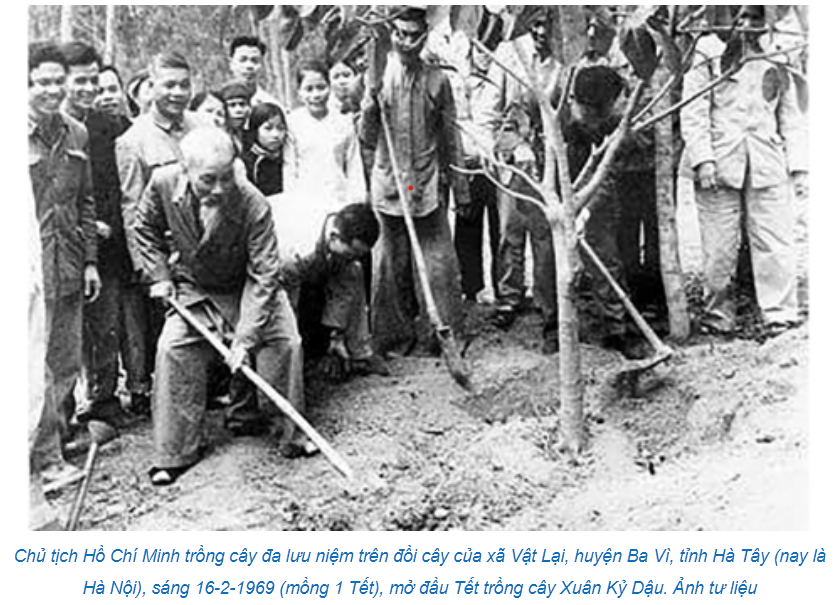 Chủ tịch Hồ Chí Minh trồng cây đa lưu niệm trên đồi cây của xã Vật Lại, huyện Ba Vì, tỉnh Hà Tây (nay là
Hà Nội), sáng 16-2-1969 (mồng 1 Tết), mở đầu Tết trồng cây Xuân Kỷ Dậu. Ảnh tư liệu